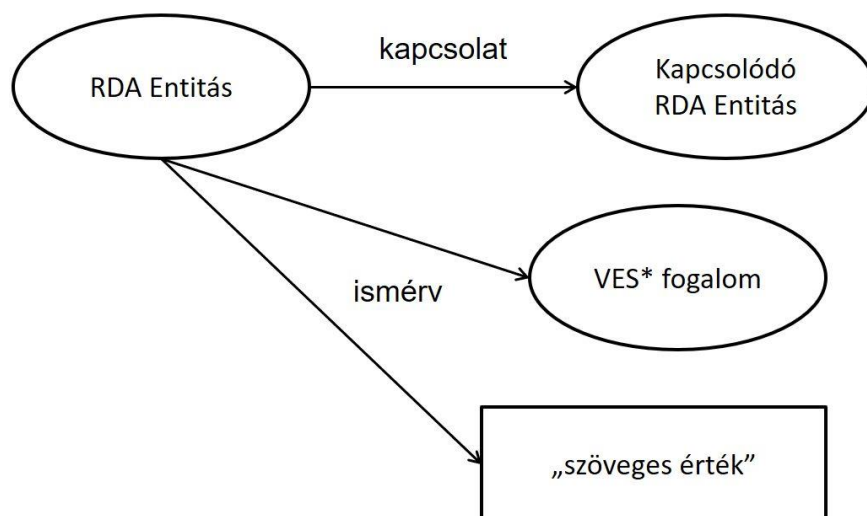 kapcsolat
RDA Entitás
Kapcsolódó
RDA Entitás
VES* fogalom
ismérv
„szöveges érték”